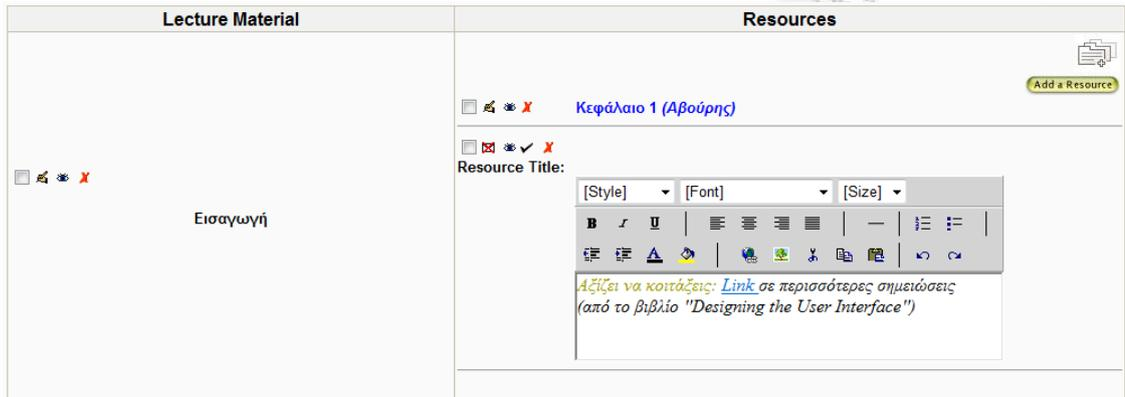 Lecture Material
Resources
Add a Resource
Κεφάλαιο 1 (Αβούρης)
Resource Title:
[Style] [Font] [Size]
B I U
Εισαγωγή
A
Αξίζει να κοιτάξεις: Link σε περισσότερες σημειώσεις
(από το βιβλίο "Designing the User Interface")